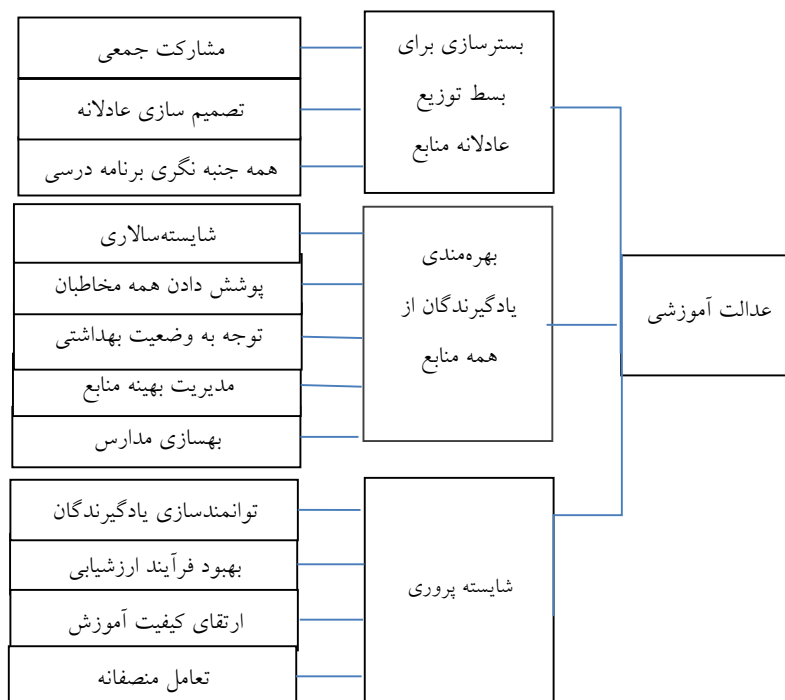 عدالت آموزشی
بسترسازی برای
بسط توزیع
عادلانه منابع
مشارکت جمعی
تصمیم سازی عادلانه
همه جنبه نگری برنامه درسی
بهره‌مندی
یادگیرندگان از
همه منابع
شایسته‌سالاری
پوشش دادن همه مخاطبان
توجه به وضعیت بهداشتی
مدیریت بهینه منابع
بهسازی مدارس
شایسته پروری
توانمندسازی یادگیرندگان
بهبود فرآیند ارزشیابی
ارتقای کیفیت آموزش
تعامل منصفانه